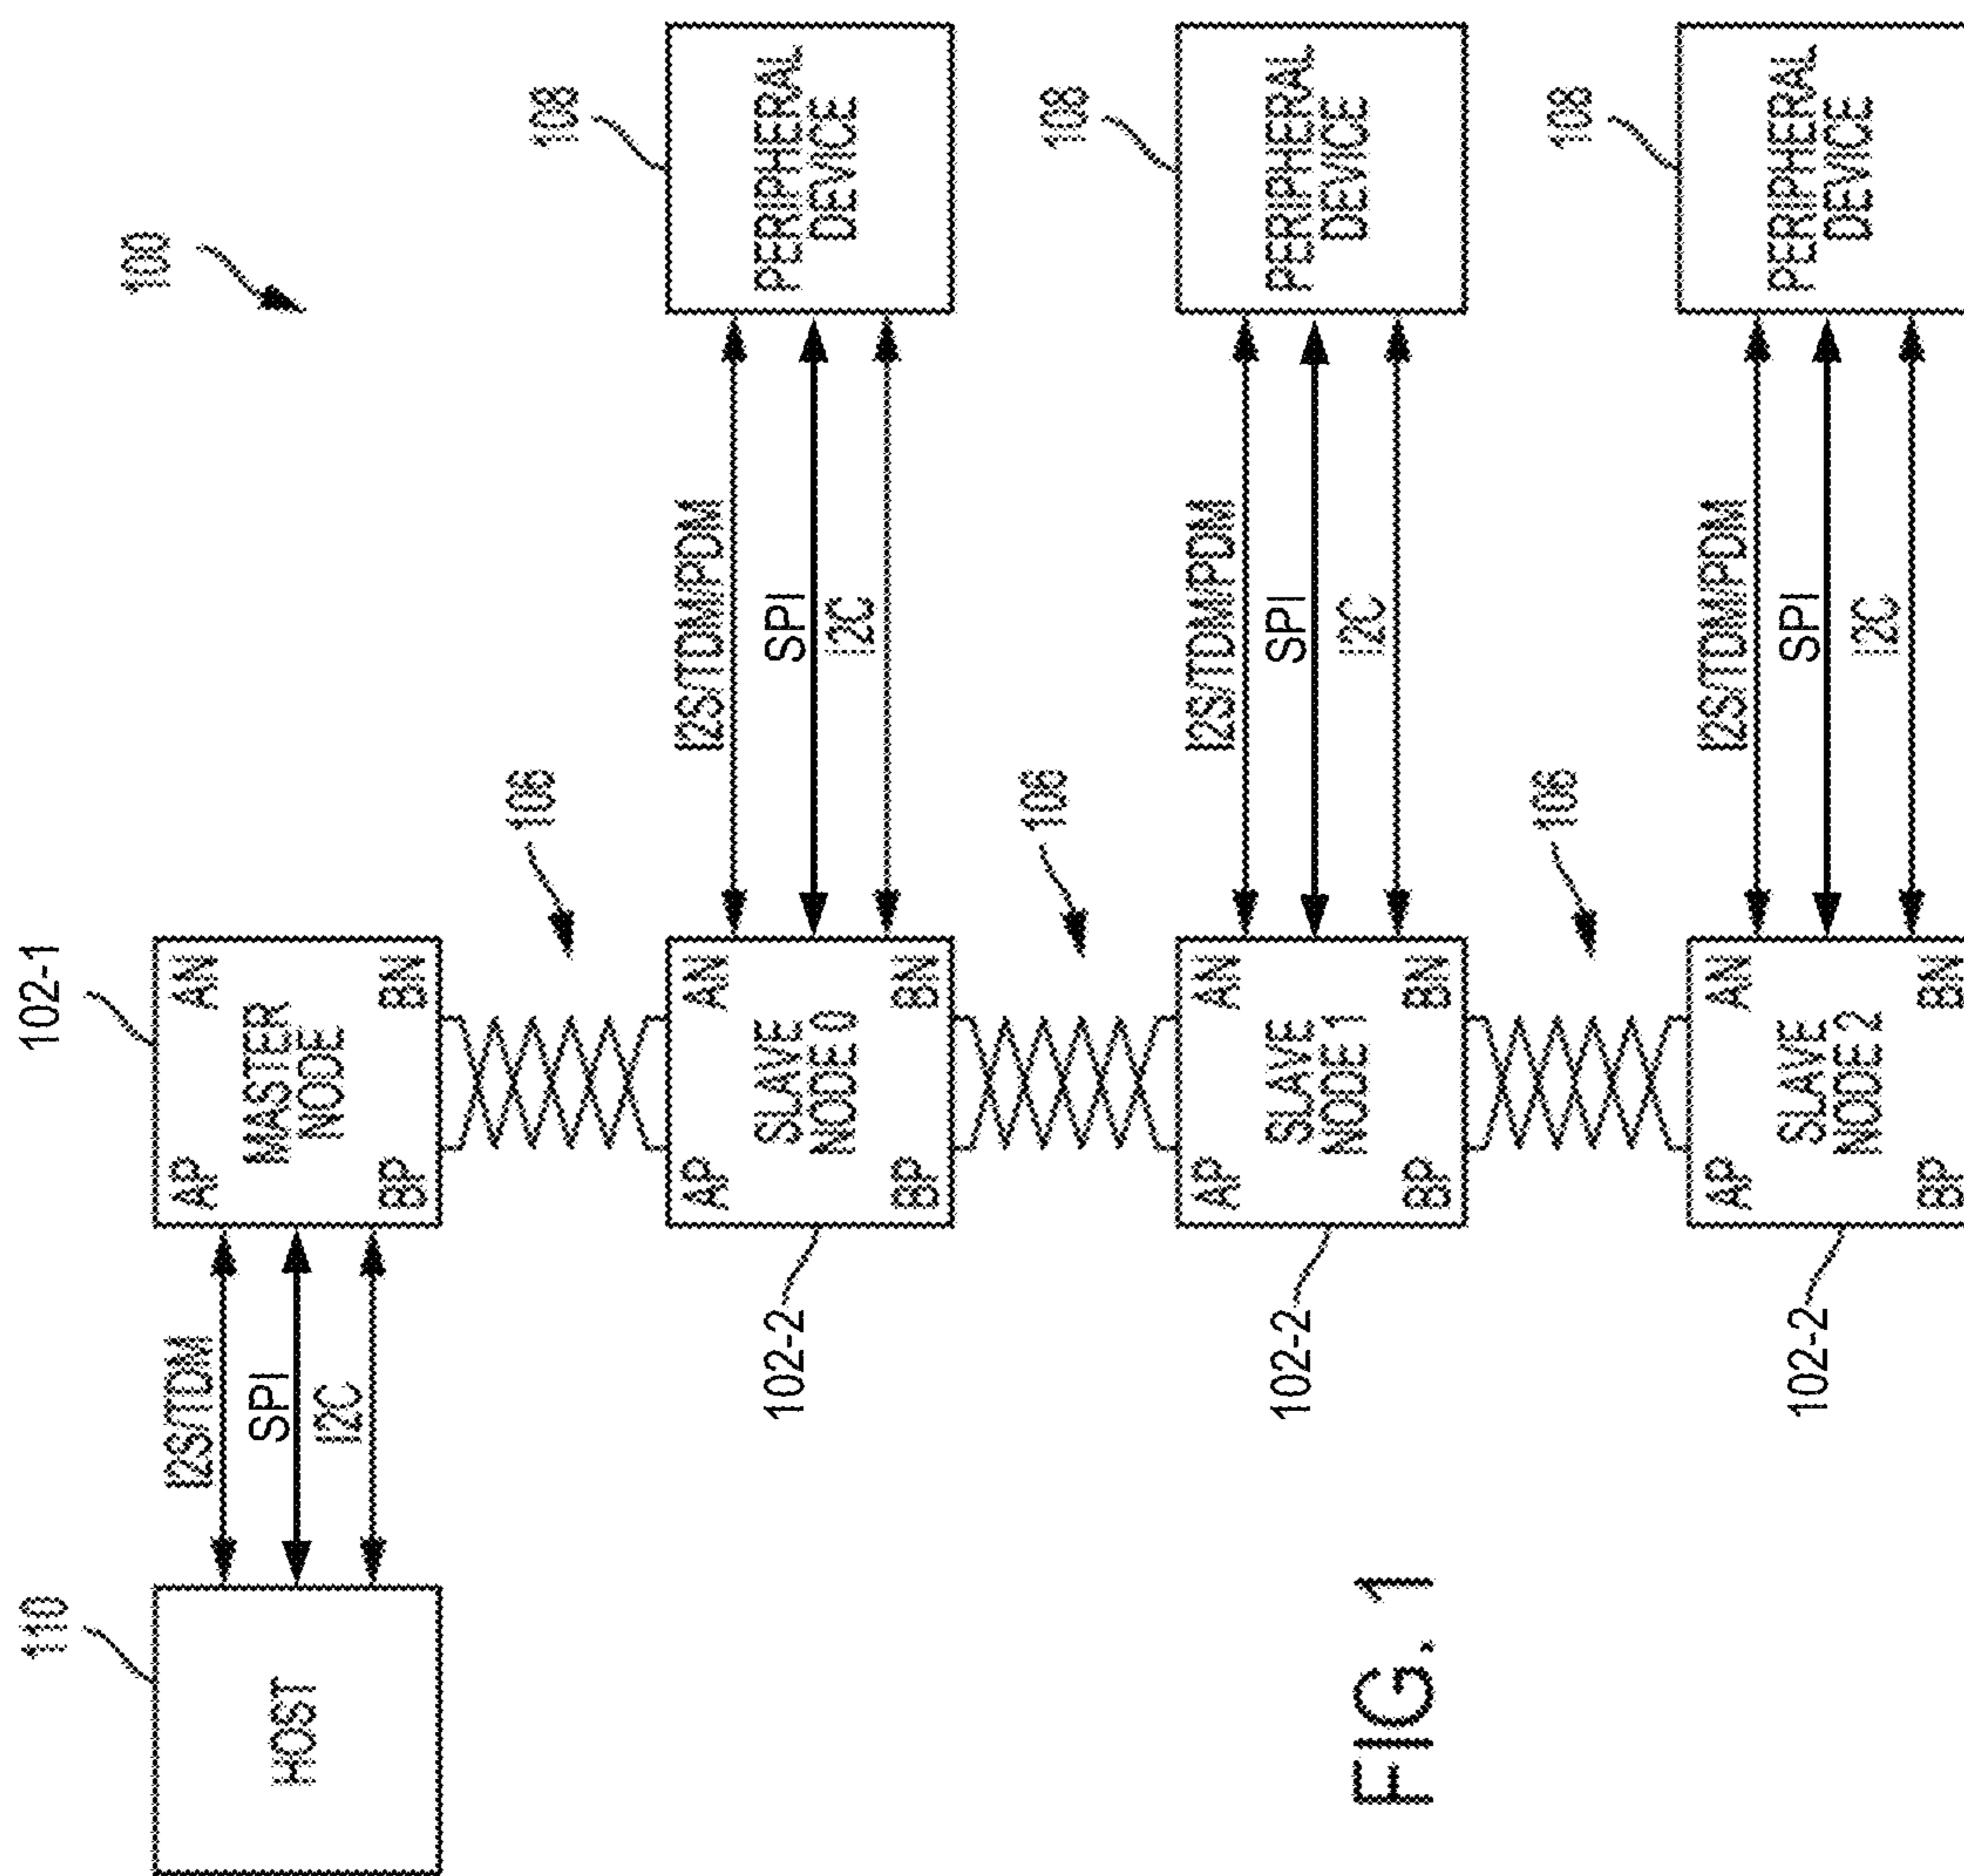 100
110
HOST
I2S/TDM
SPI
I2C
102-1
AP
AN
MASTER
NODE
BP
BN
106
102-2
AP
AN
SLAVE
NODE 0
BP
BN
I2S/TDM/PDM
SPI
I2C
108
PERIPHERAL
DEVICE
106
102-2
AP
AN
SLAVE
NODE 1
BP
BN
I2S/TDM/PDM
SPI
I2C
108
PERIPHERAL
DEVICE
106
102-2
AP
AN
SLAVE
NODE 2
BP
BN
I2S/TDM/PDM
SPI
I2C
108
PERIPHERAL
DEVICE
FIG. 1